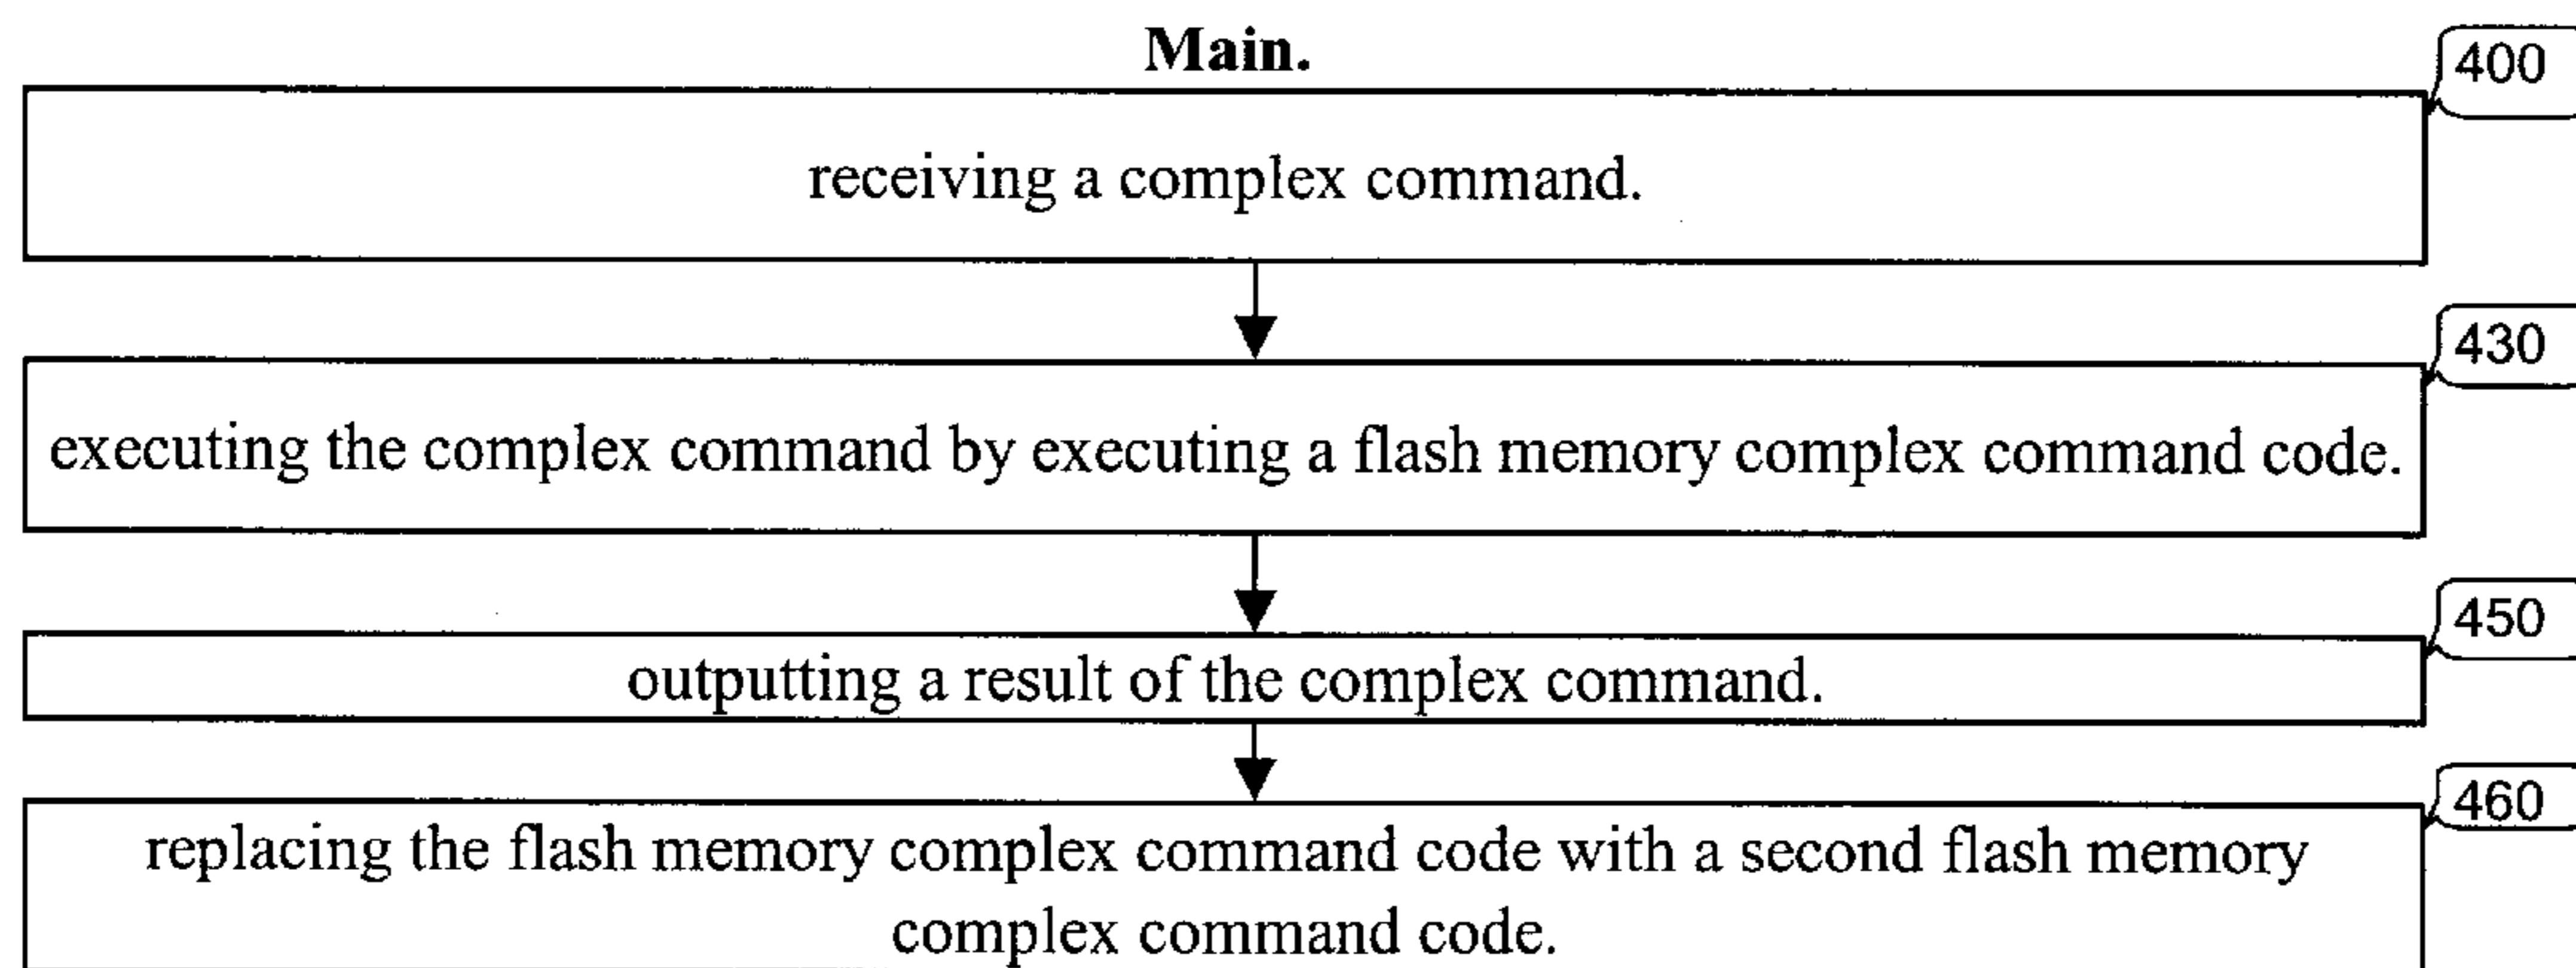 Main.
400
receiving a complex command.
430
executing the complex command by executing a flash memory complex command code.
450
outputting a result of the complex command.
460
replacing the flash memory complex command code with a second flash memory
complex command code.